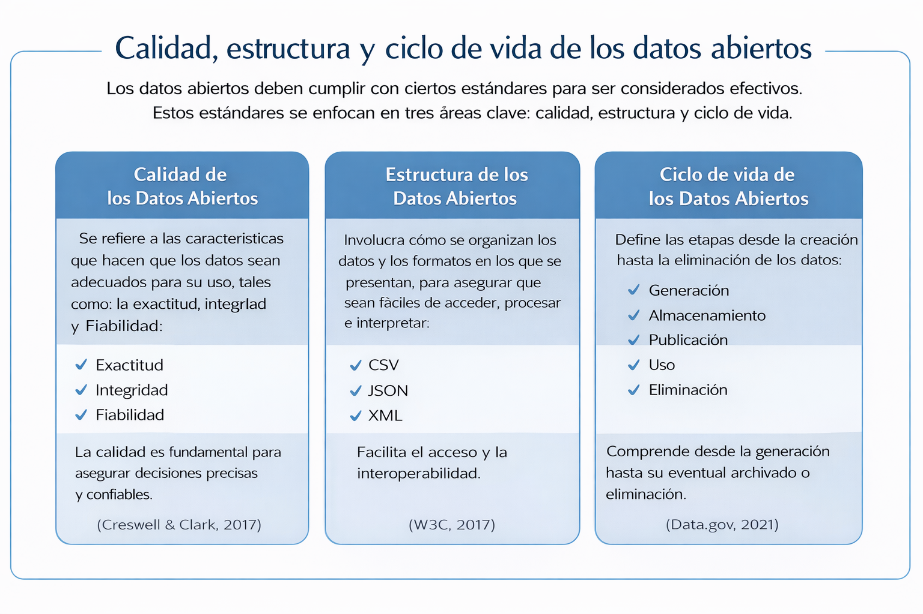 Calidad, estructura y ciclo de vida de los datos abiertos
Los datos abiertos deben cumplir con ciertos estándares para ser considerados efectivos.
Estos estándares se enfocan en tres áreas clave: calidad, estructura y ciclo de vida.
Calidad de
los Datos Abiertos
Se refiere a las caracteristicas
que hacen que los datos sean
adecuados para su uso, tales
como: la exactitud, integrlad
y Fiabilidad:
✓ Exactitud
✓ Integridad
✓ Fiabilidad
La calidad es fundamental para
asegurar decisiones precisas
y confiables.
(Creswell & Clark, 2017)
Estructura de los
Datos Abiertos
Involucra cómo se organizan los
datos y los formatos en los que se
presentan, para asegurar que
sean fàciles de acceder, procesar
e interpretar:
✓ CSV
✓ JSON
✓ XML
Facilita el acceso y la
interoperabilidad.
(W3C, 2017)
Ciclo de vida de
los Datos Abiertos
Define las etapas desde la creación
hasta la eliminación de los datos:
✓ Generación
✓ Almacenamiento
✓ Publicación
✓ Uso
✓ Eliminación
Comprende desde la generación
hasta su eventual archivado o
eliminación.
(Data.gov, 2021)